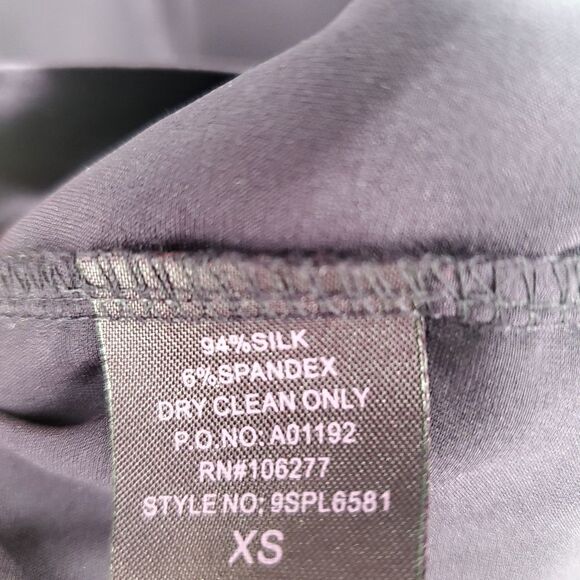 94%SILK
6%SPANDEX
DRY CLEAN ONLY
P.O.NO: A01192
RN#106277
STYLE NO; 9SPL6581
XS